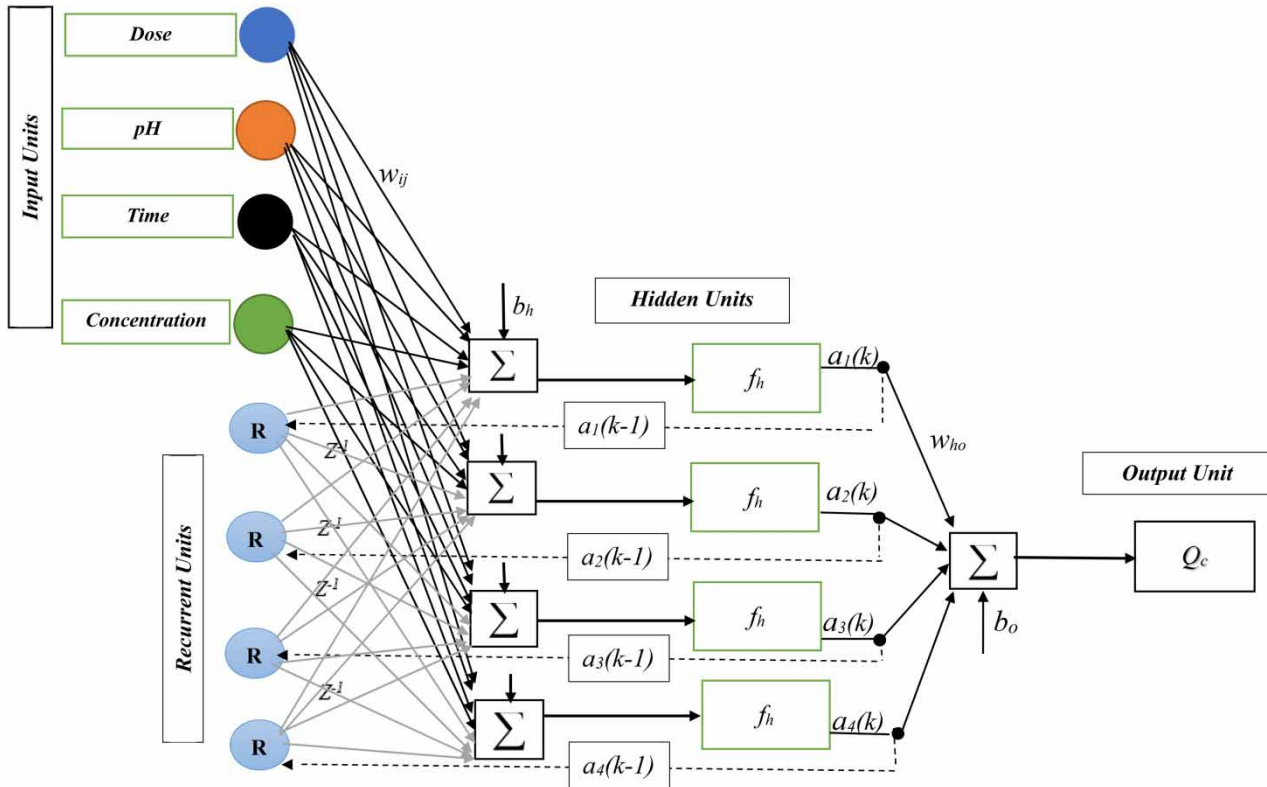 Input Units
Dose
pH
Time
Concentration
w_ij
b_h
Hidden Units
Σ
f_h
a_1(k)
R
a_1(k-1)
Z^-1
w_ho
Output Unit
Σ
f_h
a_2(k)
Recurrent Units
R
Z^-1
a_2(k-1)
Σ
Q_c
Z^-1
Σ
f_h
a_3(k)
b_o
R
a_3(k-1)
Z^-1
Σ
f_h
a_4(k)
R
a_4(k-1)